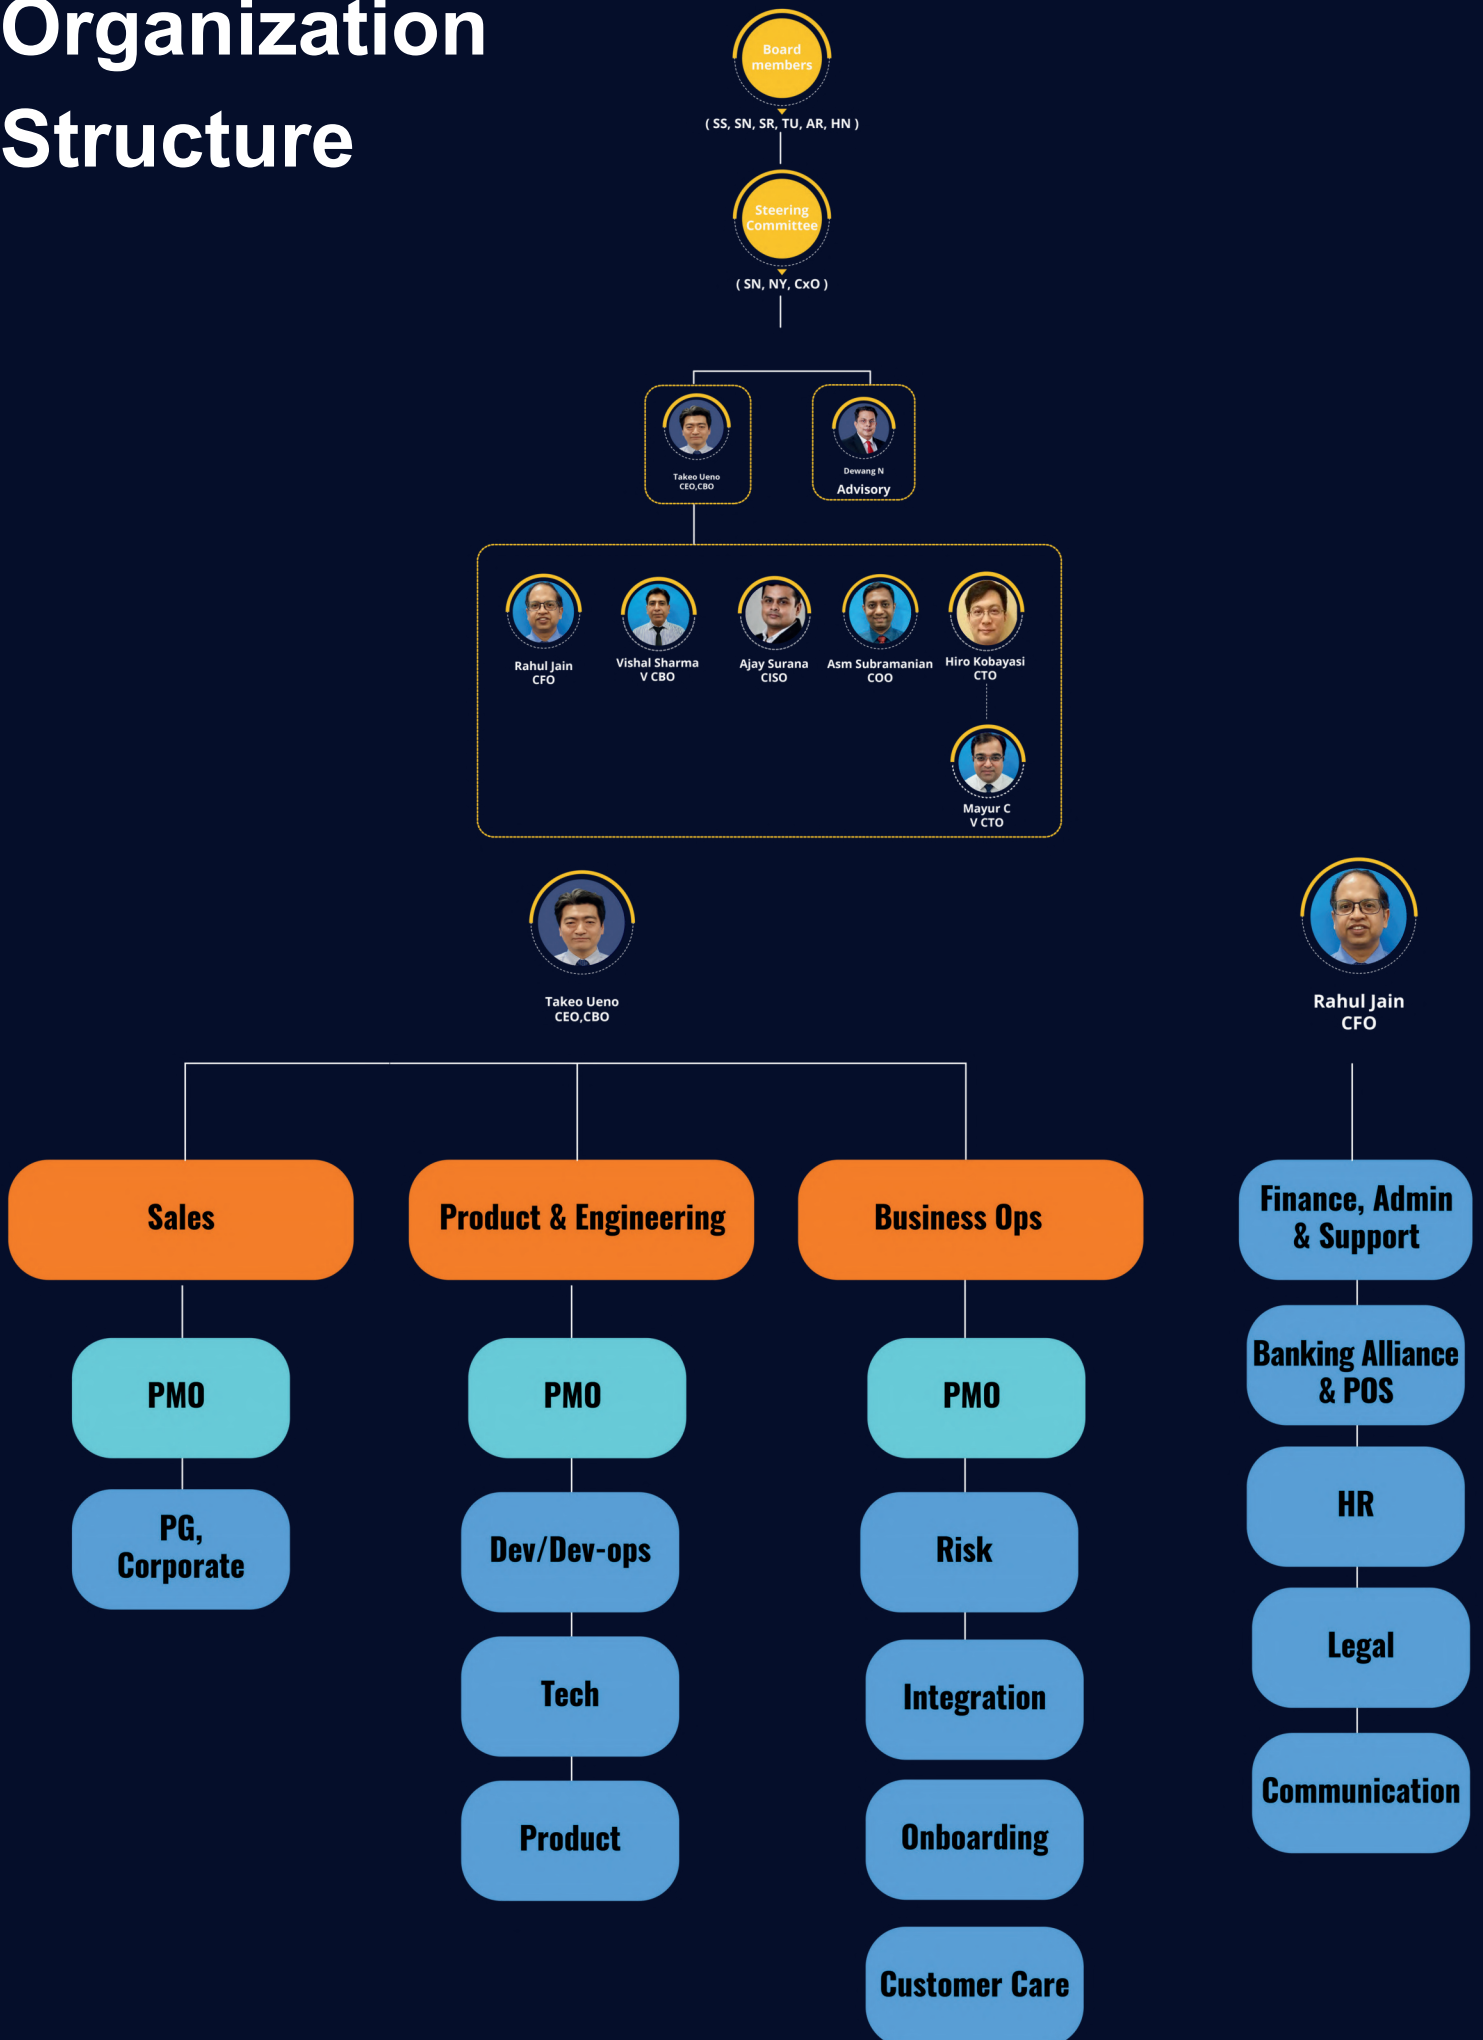 Organization
Structure
Board
members
( SS, SN, SR, TU, AR, HN )
Steering
Committee
( SN, NY, CxO )
Takeo Ueno
CEO,CBO
Dewang N
Advisory
Rahul Jain
CFO
Vishal Sharma
V CBO
Ajay Surana
CISO
Asm Subramanian
COO
Hiro Kobayasi
CTO
Mayur C
V CTO
Takeo Ueno
CEO,CBO
Rahul Jain
CFO
Sales
PMO
PG,
Corporate
Product & Engineering
PMO
Dev/Dev-ops
Tech
Product
Business Ops
PMO
Risk
Integration
Onboarding
Customer Care
Finance, Admin
& Support
Banking Alliance
& POS
HR
Legal
Communication